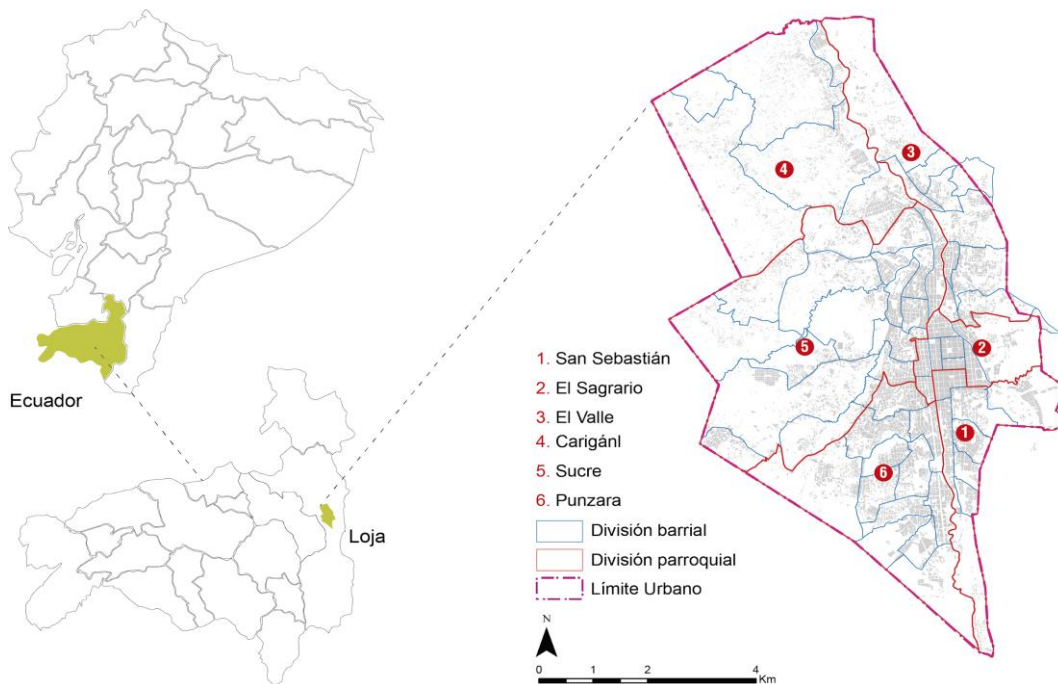 Ecuador
Loja
1. San Sebastián
2. El Sagrario
3. El Valle
4. Carigánl
5. Sucre
6. Punzara
División barrial
División parroquial
Límite Urbano
N
0 1 2 4
Km
4
3
5
2
1
6